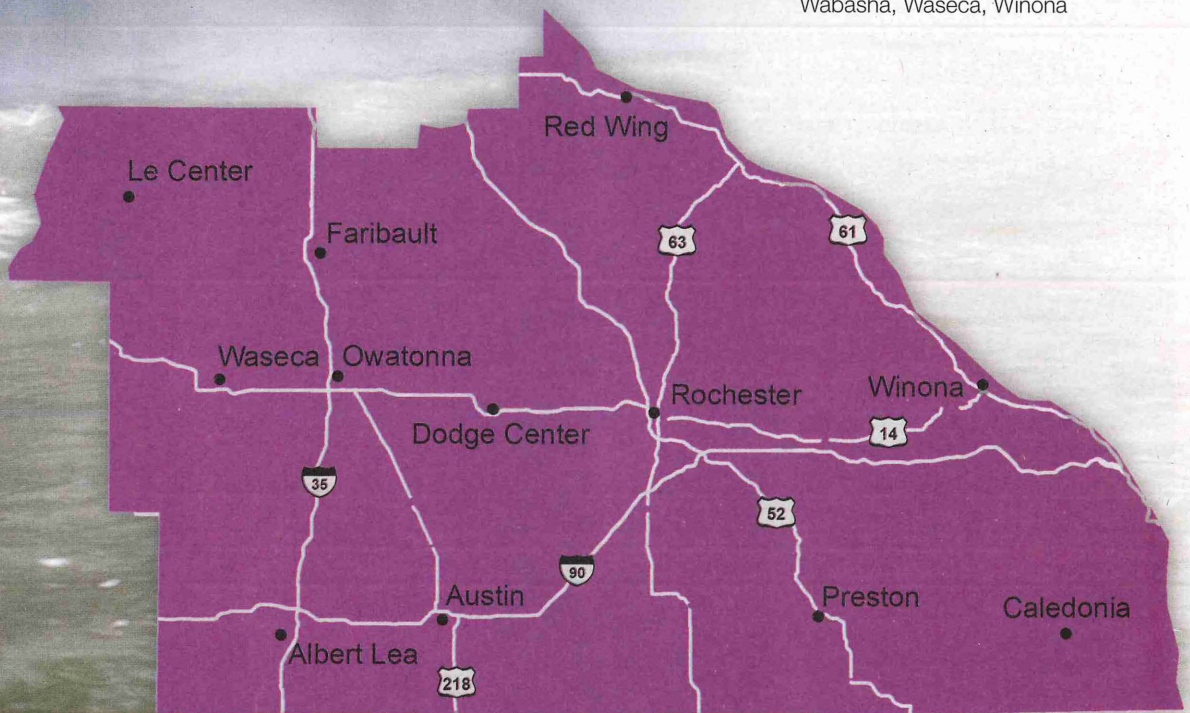 Wabasha, Waseca, Winona
Red Wing
Le Center
Faribault
63
61
Waseca
Owatonna
Rochester
Winona
Dodge Center
14
35
52
90
Austin
Preston
Caledonia
Albert Lea
218